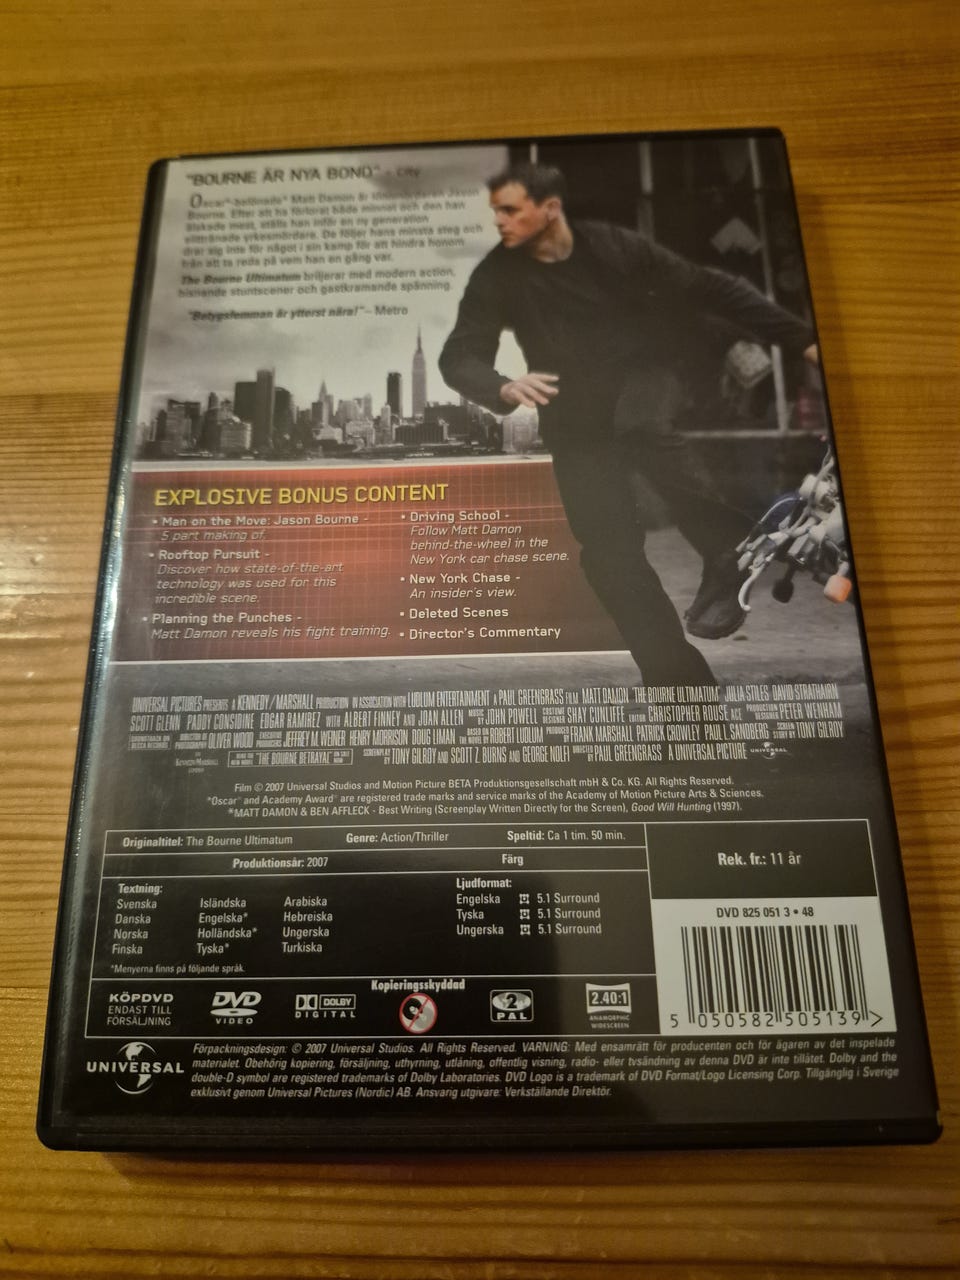 "BOURNE ÄR NYA BOND" - City
Oscar®-belönade* Matt Damon är lönnmördaren Jason
Bourne. Efter att ha förlorat både minnet och den han
älskade mest, ställs han inför en ny generation
vältränade yrkesmördare. De följer hans minsta steg och
drar sig inte för något i sin kamp för att hindra honom
från att ta reda på vem han en gång var.
The Bourne Ultimatum briljerar med modern action,
hisnande stuntscener och gastkramande spänning.
"Betygsfemman är ytterst nära!" – Metro
EXPLOSIVE BONUS CONTENT
• Man on the Move: Jason Bourne -
5 part making of.
• Rooftop Pursuit -
Discover how state-of-the-art
technology was used for this
incredible scene.
• Planning the Punches -
Matt Damon reveals his fight training.
• Driving School -
Follow Matt Damon
behind-the-wheel in the
New York car chase scene.
• New York Chase -
An insider's view.
• Deleted Scenes
• Director's Commentary
UNIVERSAL PICTURES PRESENTS A KENNEDY/MARSHALL PRODUCTION IN ASSOCIATION WITH LUDLUM ENTERTAINMENT A PAUL GREENGRASS FILM MATT DAMON "THE BOURNE ULTIMATUM" JULIA STILES DAVID STRATHAIRN
SCOTT GLENN PADDY CONSIDINE EDGAR RAMIREZ WITH ALBERT FINNEY AND JOAN ALLEN MUSIC BY JOHN POWELL COSTUME DESIGNER SHAY CUNLIFFE EDITOR CHRISTOPHER ROUSE ACE PRODUCTION DESIGNER PETER WENHAM
SOUNDTRACK ON DECCA RECORDS DIRECTOR OF PHOTOGRAPHY OLIVER WOOD EXECUTIVE PRODUCERS JEFFREY M. WEINER HENRY MORRISON DOUG LIMAN BASED ON THE NOVEL BY ROBERT LUDLUM PRODUCED BY FRANK MARSHALL PATRICK CROWLEY PAUL L. SANDBERG SCREEN STORY BY TONY GILROY
THE KENNEDY/MARSHALL COMPANY "THE BOURNE BETRAYAL" ON SALE NOW SCREENPLAY BY TONY GILROY AND SCOTT Z. BURNS AND GEORGE NOLFI DIRECTED BY PAUL GREENGRASS A UNIVERSAL PICTURE UNIVERSAL
Film © 2007 Universal Studios and Motion Picture BETA Produktionsgesellschaft mbH & Co. KG. All Rights Reserved.
"Oscar" and Academy Award® are registered trade marks and service marks of the Academy of Motion Picture Arts & Sciences.
*MATT DAMON & BEN AFFLECK - Best Writing (Screenplay Written Directly for the Screen), Good Will Hunting (1997).
Originaltitel: The Bourne Ultimatum Genre: Action/Thriller Speltid: Ca 1 tim. 50 min.
Produktionsår: 2007 Färg
Rek. fr.: 11 år
Textning:
Svenska Isländska Arabiska
Danska Engelska* Hebreiska
Norska Holländska* Ungerska
Finska Tyska* Turkiska
*Menyerna finns på följande språk.
Ljudformat:
Engelska 5.1 Surround
Tyska 5.1 Surround
Ungerska 5.1 Surround
DVD 825 051 3 • 48
5 050582 505139 >
KÖPDVD
ENDAST TILL
FÖRSÄLJNING
DVD
VIDEO
DOLBY
DIGITAL
Kopieringsskyddad
2
PAL
2.40:1
ANAMORPHIC
WIDESCREEN
UNIVERSAL
Förpackningsdesign: © 2007 Universal Studios. All Rights Reserved. VARNING: Med ensamrätt för producenten och för ägaren av det inspelade
materialet. Obehörig kopiering, försäljning, uthyrning, utlåning, offentlig visning, radio- eller tvsändning av denna DVD är inte tillåtet. Dolby and the
double-D symbol are registered trademarks of Dolby Laboratories. DVD Logo is a trademark of DVD Format/Logo Licensing Corp. Tillgänglig i Sverige
exklusivt genom Universal Pictures (Nordic) AB. Ansvarig utgivare: Verkställande Direktör.